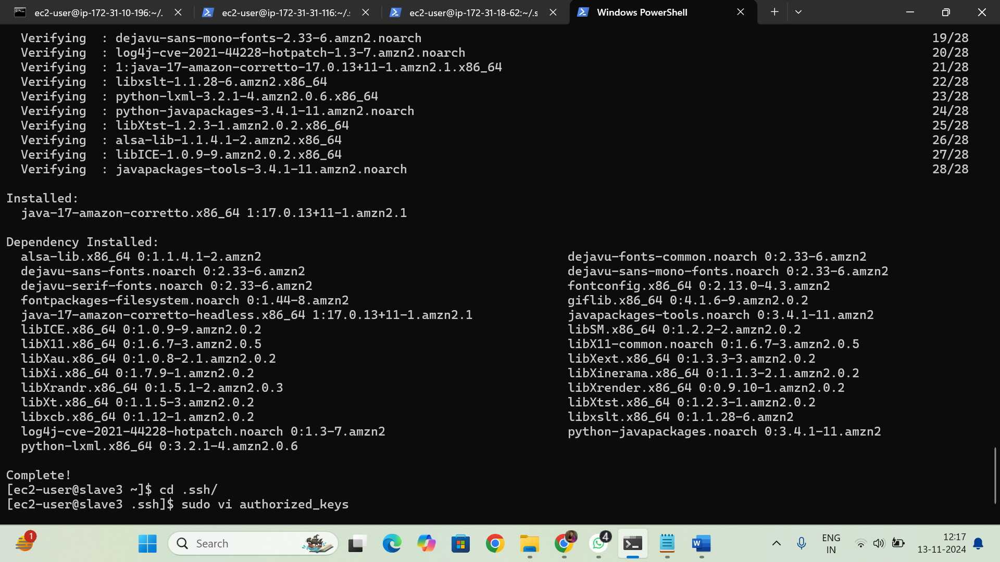 ec2-user@ip-172-31-10-196:~/.
ec2-user@ip-172-31-31-116:~/.
ec2-user@ip-172-31-18-62:~/.s
Windows PowerShell
Verifying : dejavu-sans-mono-fonts-2.33-6.amzn2.noarch 19/28
Verifying : log4j-cve-2021-44228-hotpatch-1.3-7.amzn2.noarch 20/28
Verifying : 1:java-17-amazon-corretto-17.0.13+11-1.amzn2.1.x86_64 21/28
Verifying : libxslt-1.1.28-6.amzn2.x86_64 22/28
Verifying : python-lxml-3.2.1-4.amzn2.0.6.x86_64 23/28
Verifying : python-javapackages-3.4.1-11.amzn2.noarch 24/28
Verifying : libXtst-1.2.3-1.amzn2.0.2.x86_64 25/28
Verifying : alsa-lib-1.1.4.1-2.amzn2.x86_64 26/28
Verifying : libICE-1.0.9-9.amzn2.0.2.x86_64 27/28
Verifying : javapackages-tools-3.4.1-11.amzn2.noarch 28/28
Installed:
java-17-amazon-corretto.x86_64 1:17.0.13+11-1.amzn2.1
Dependency Installed:
alsa-lib.x86_64 0:1.1.4.1-2.amzn2 dejavu-fonts-common.noarch 0:2.33-6.amzn2
dejavu-sans-fonts.noarch 0:2.33-6.amzn2 dejavu-sans-mono-fonts.noarch 0:2.33-6.amzn2
dejavu-serif-fonts.noarch 0:2.33-6.amzn2 fontconfig.x86_64 0:2.13.0-4.3.amzn2
fontpackages-filesystem.noarch 0:1.44-8.amzn2 giflib.x86_64 0:4.1.6-9.amzn2.0.2
java-17-amazon-corretto-headless.x86_64 1:17.0.13+11-1.amzn2.1 javapackages-tools.noarch 0:3.4.1-11.amzn2
libICE.x86_64 0:1.0.9-9.amzn2.0.2 libSM.x86_64 0:1.2.2-2.amzn2.0.2
libX11.x86_64 0:1.6.7-3.amzn2.0.5 libX11-common.noarch 0:1.6.7-3.amzn2.0.5
libXau.x86_64 0:1.0.8-2.1.amzn2.0.2 libXext.x86_64 0:1.3.3-3.amzn2.0.2
libXi.x86_64 0:1.7.9-1.amzn2.0.2 libXinerama.x86_64 0:1.1.3-2.1.amzn2.0.2
libXrandr.x86_64 0:1.5.1-2.amzn2.0.3 libXrender.x86_64 0:0.9.10-1.amzn2.0.2
libXt.x86_64 0:1.1.5-3.amzn2.0.2 libXtst.x86_64 0:1.2.3-1.amzn2.0.2
libxcb.x86_64 0:1.12-1.amzn2.0.2 libxslt.x86_64 0:1.1.28-6.amzn2
log4j-cve-2021-44228-hotpatch.noarch 0:1.3-7.amzn2 python-javapackages.noarch 0:3.4.1-11.amzn2
python-lxml.x86_64 0:3.2.1-4.amzn2.0.6
Complete!
[ec2-user@slave3 ~]$ cd .ssh/
[ec2-user@slave3 .ssh]$ sudo vi authorized_keys
1
Search
4
W
ENG
IN
12:17
13-11-2024